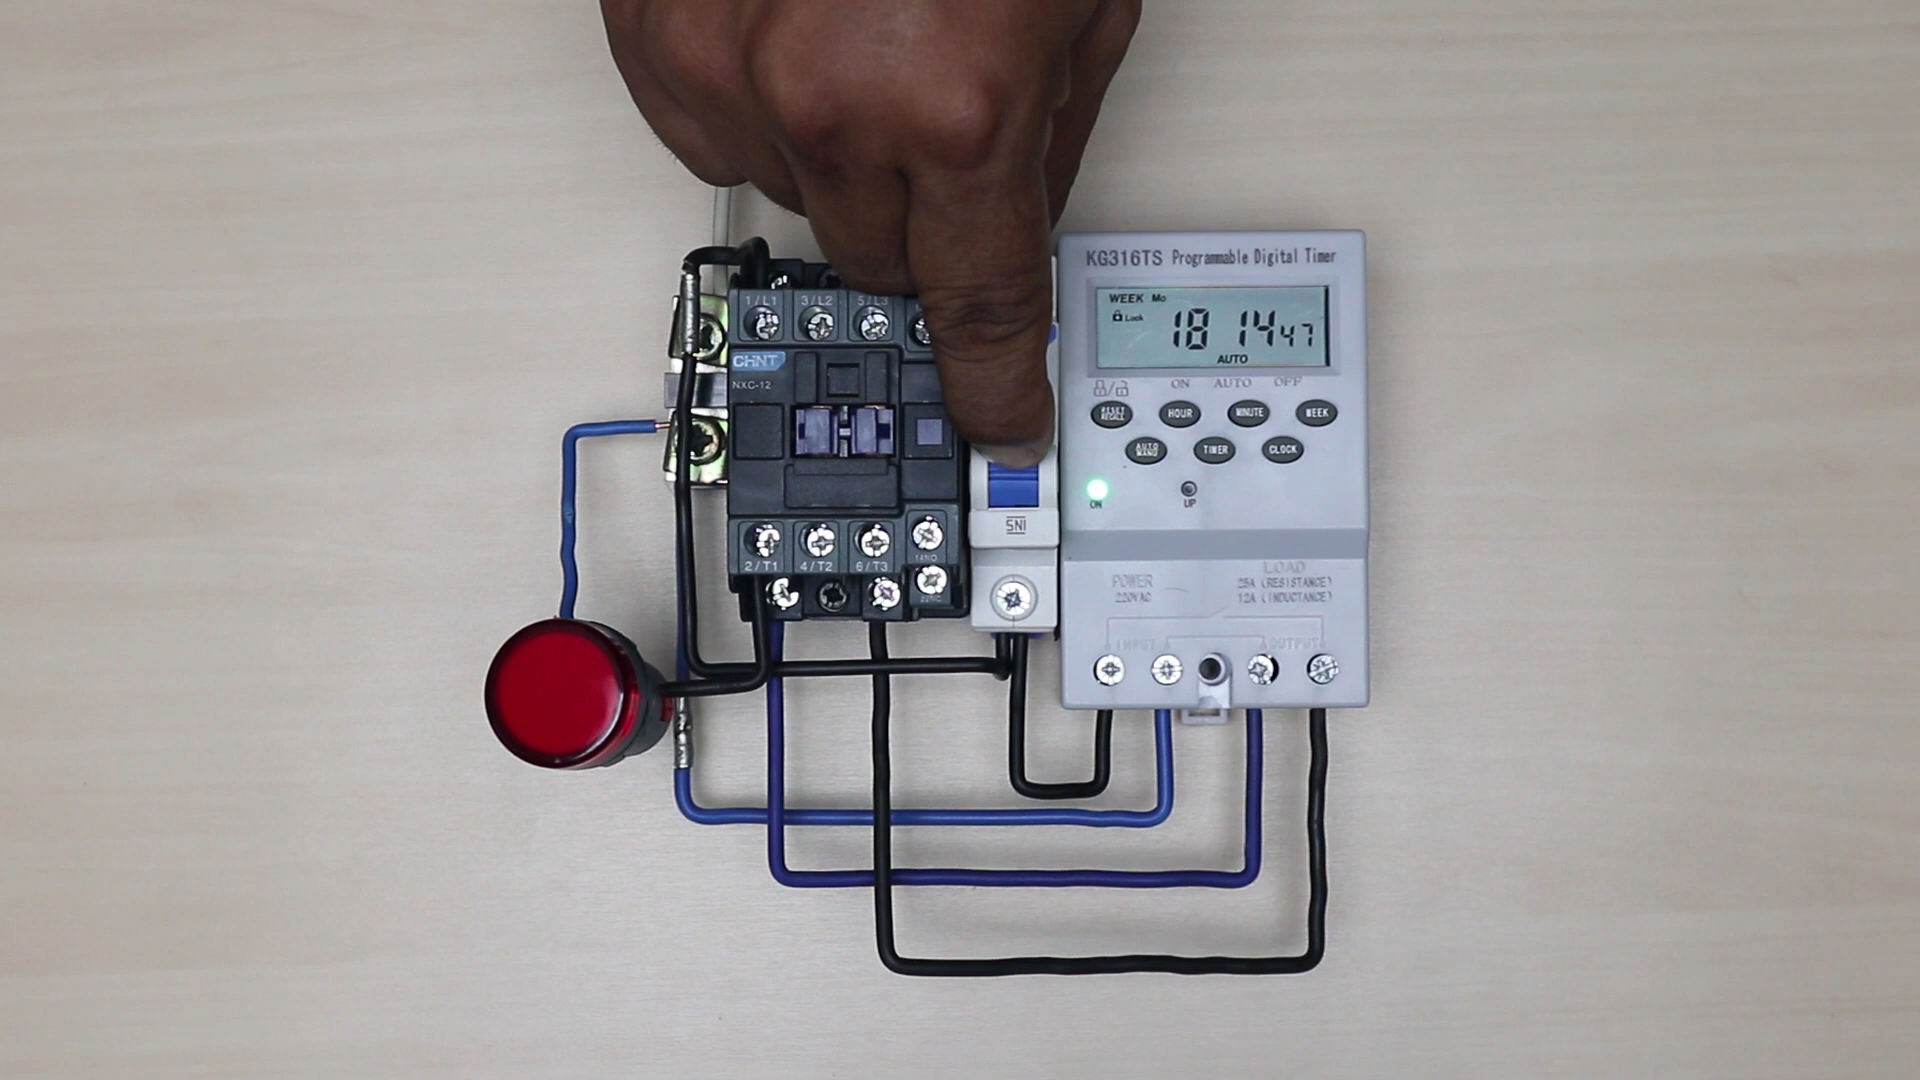 KG316TS Programmable Digital Timer
WEEK Mo
Lock
18 14 47
AUTO
ON AUTO OFF
RESET RECALL
HOUR
MINUTE
WEEK
AUTO MANU
TIMER
CLOCK
ON
UP
POWER
220VAC
LOAD
25A (RESISTANCE)
12A (INDUCTANCE)
INPUT
OUTPUT
1/L1 3/L2 5/L3
CHNT
NXC-12
2/T1 4/T2 6/T3
14NO
22NC
SNI